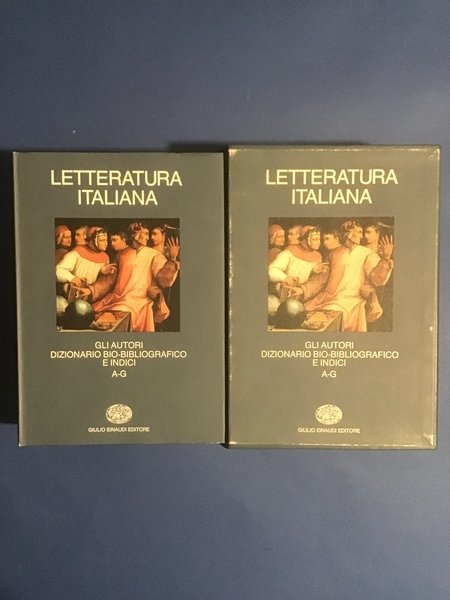 LETTERATURA
ITALIANA
GLI AUTORI
DIZIONARIO BIO-BIBLIOGRAFICO
E INDICI
A-G
GIULIO EINAUDI EDITORE
LETTERATURA
ITALIANA
GLI AUTORI
DIZIONARIO BIO-BIBLIOGRAFICO
E INDICI
A-G
GIULIO EINAUDI EDITORE